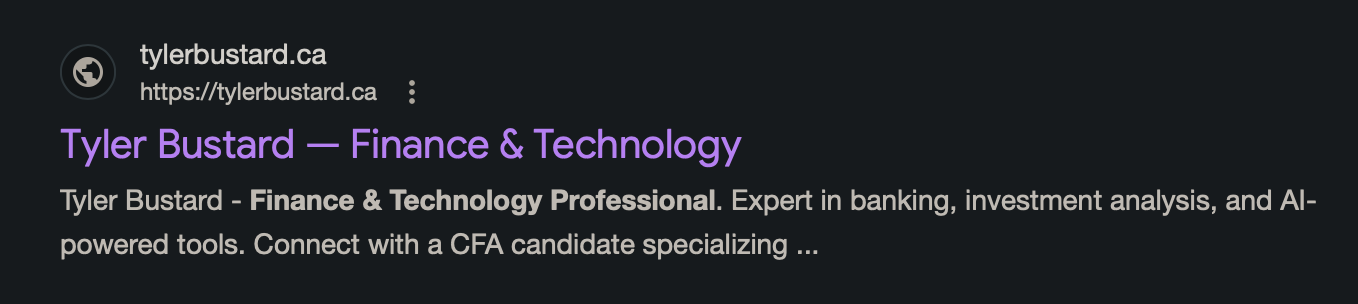 tylerbustard.ca
https://tylerbustard.ca
Tyler Bustard — Finance & Technology
Tyler Bustard - Finance & Technology Professional. Expert in banking, investment analysis, and AI-
powered tools. Connect with a CFA candidate specializing ...